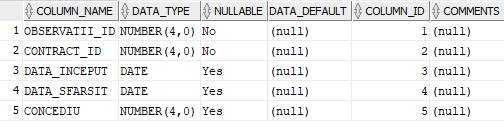 COLUMN_NAME DATA_TYPE NULLABLE DATA_DEFAULT COLUMN_ID COMMENTS
1 OBSERVATII_ID NUMBER(4,0) No (null) 1 (null)
2 CONTRACT_ID NUMBER(4,0) No (null) 2 (null)
3 DATA_INCEPUT DATE Yes (null) 3 (null)
4 DATA_SFARSIT DATE Yes (null) 4 (null)
5 CONCEDIU NUMBER(4,0) Yes (null) 5 (null)